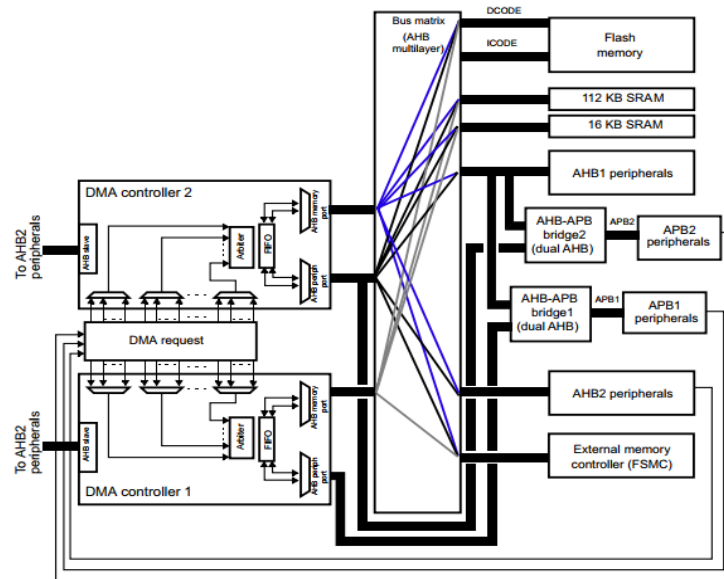 Bus matrix
(AHB
multilayer)
DCODE
ICODE
Flash
memory
112 KB SRAM
16 KB SRAM
AHB1 peripherals
DMA controller 2
To AHB2
peripherals
AHB slave
Arbiter
FIFO
AHB memory
port
AHB periph
port
AHB-APB
bridge2
(dual AHB)
APB2
APB2
peripherals
AHB-APB
bridge1
(dual AHB)
APB1
APB1
peripherals
DMA request
AHB2 peripherals
External memory
controller (FSMC)
To AHB2
peripherals
AHB slave
Arbiter
FIFO
AHB memory
port
AHB periph
port
DMA controller 1